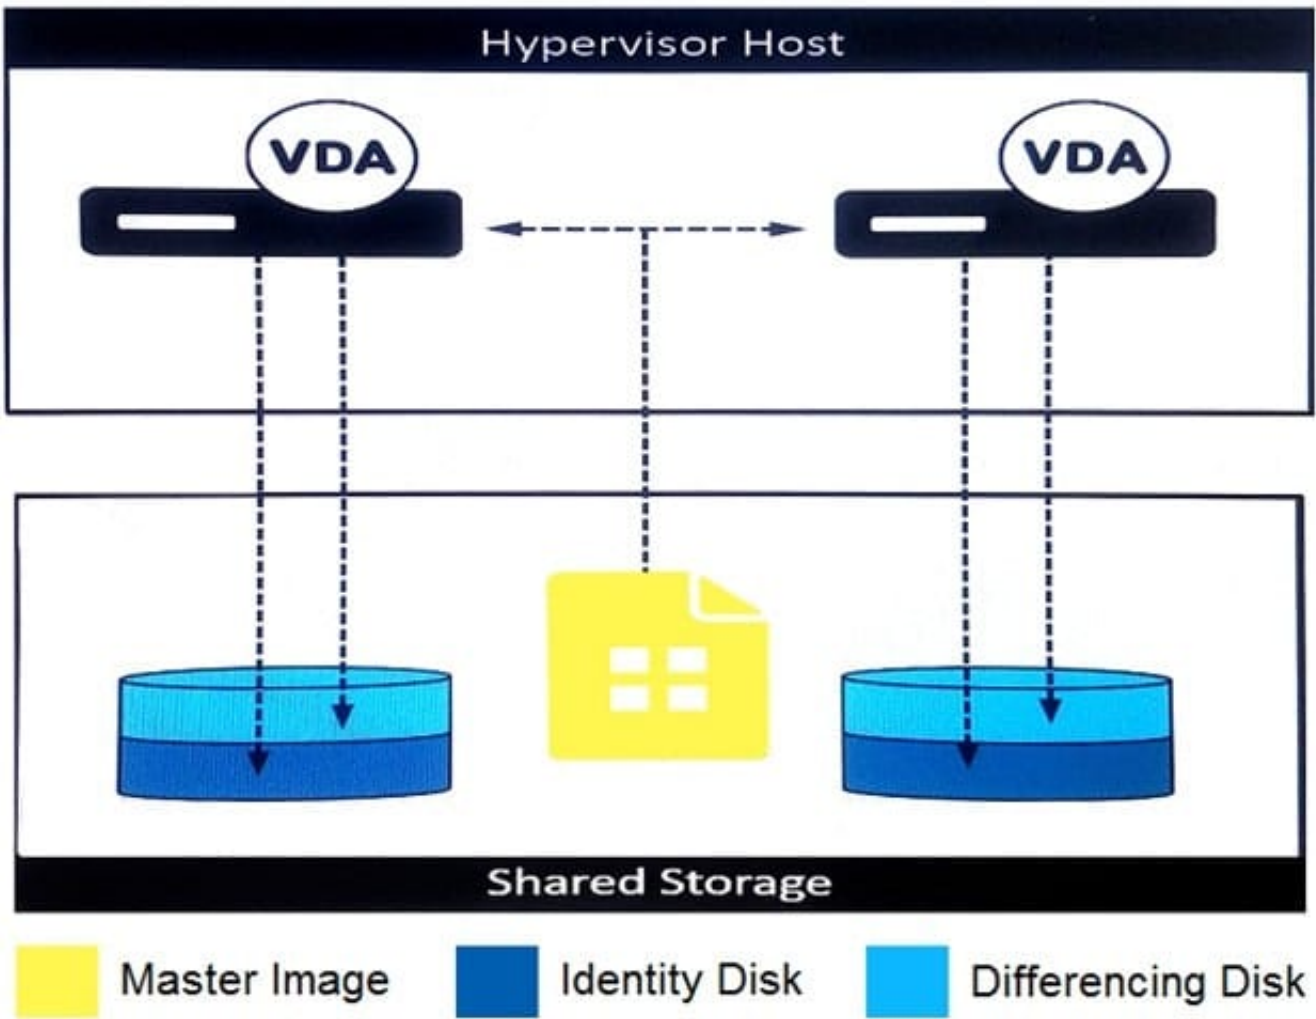 Hypervisor Host
VDA VDA
Shared Storage
Master Image Identity Disk Differencing Disk